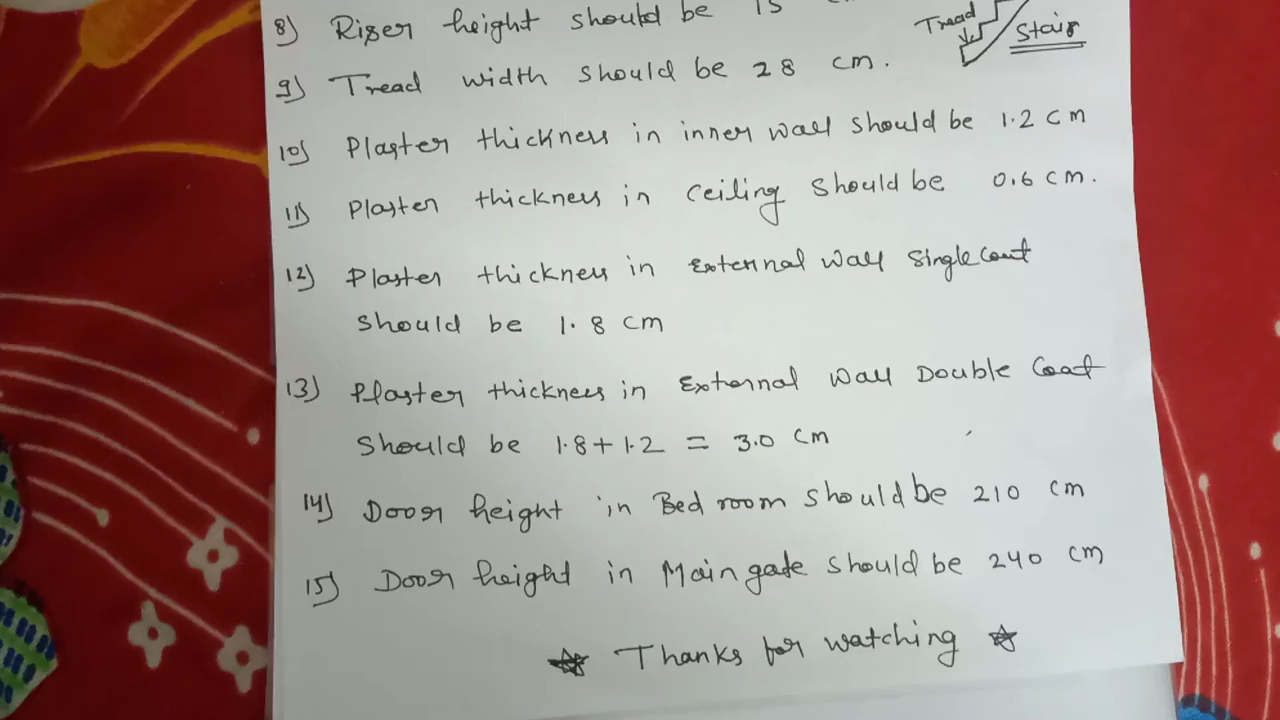 8) Riser height should be 15
Tread
Stair
9) Tread width should be 28 cm.
10) Plaster thickness in inner wall should be 1.2 cm
11) Plaster thickness in ceiling should be 0.6 cm.
12) Plaster thickness in External wall single coat
should be 1.8 cm
13) Plaster thickness in External wall Double Coat
should be 1.8 + 1.2 = 3.0 cm
14) Door height in Bed room should be 210 cm
15) Door height in Main gate should be 240 cm
Thanks for watching